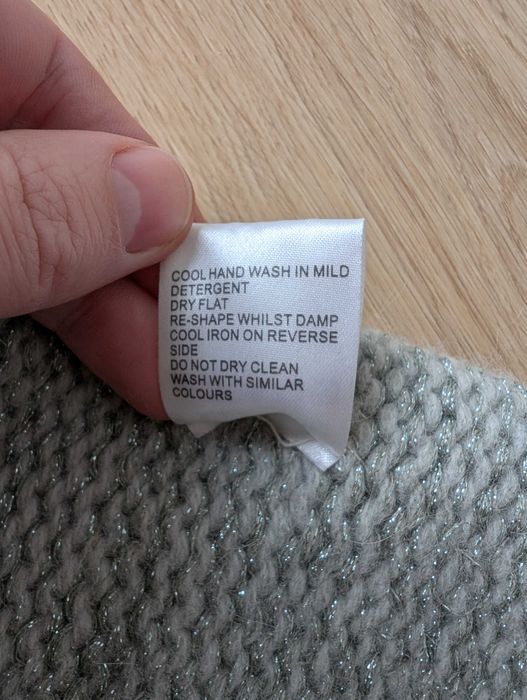 COOL HAND WASH IN MILD
DETERGENT
DRY FLAT
RE-SHAPE WHILST DAMP
COOL IRON ON REVERSE
SIDE
DO NOT DRY CLEAN
WASH WITH SIMILAR
COLOURS